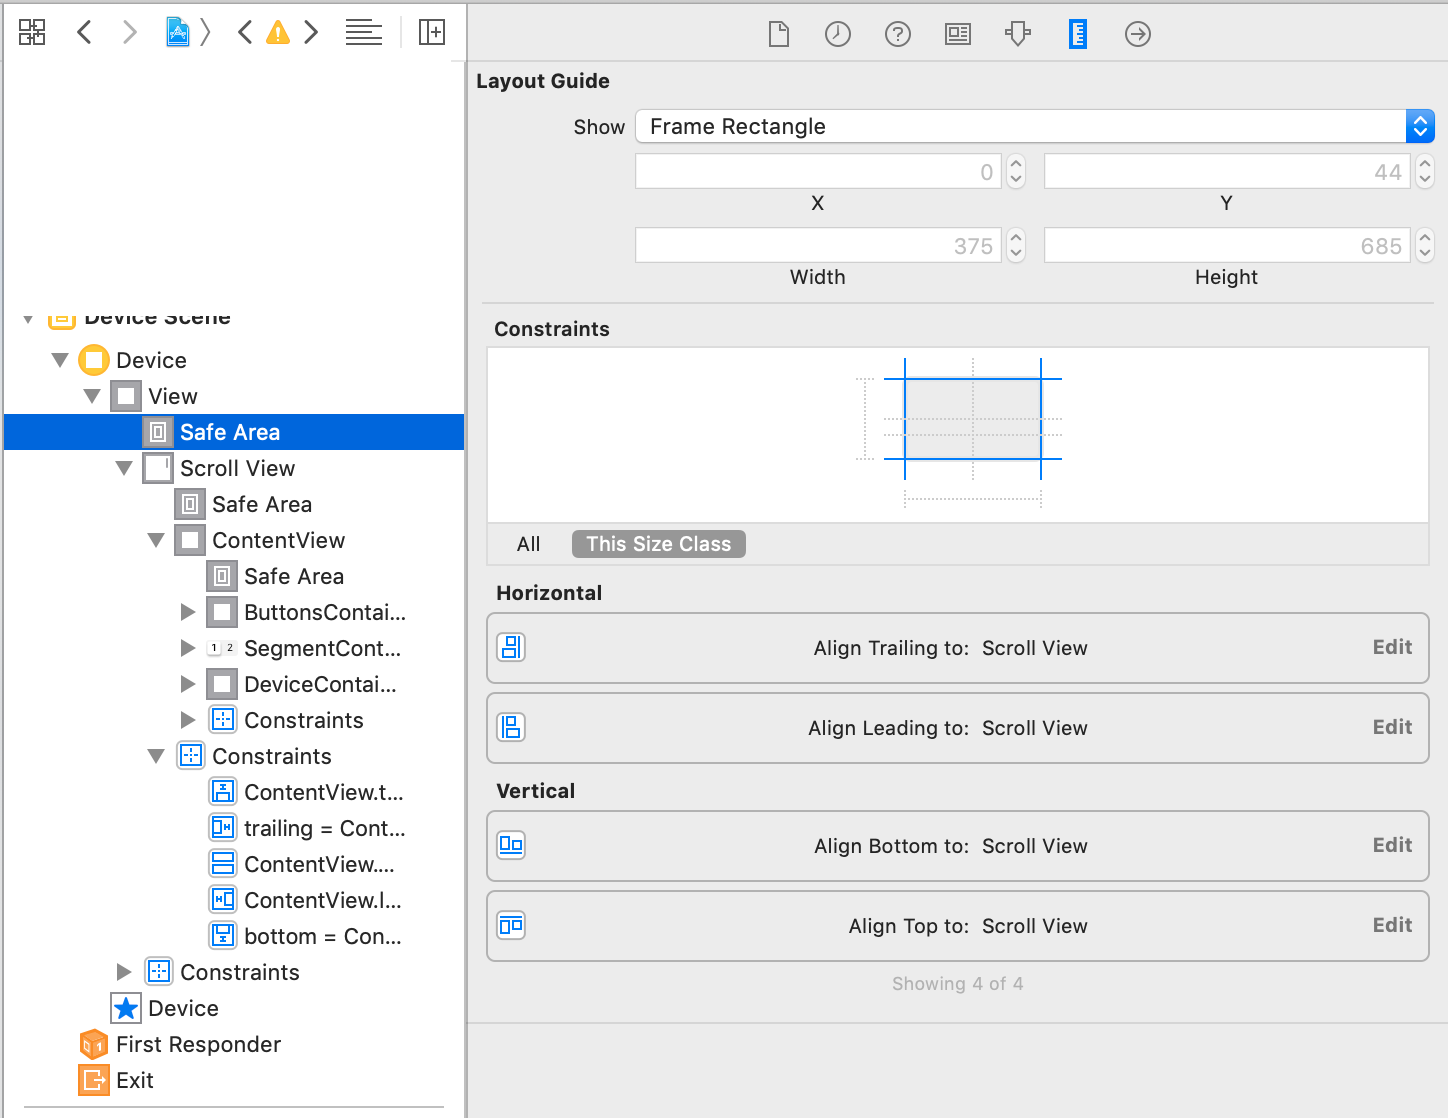 Layout Guide
Show Frame Rectangle
0 44
X Y
375 685
Width Height
Constraints
All This Size Class
Horizontal
Align Trailing to: Scroll View Edit
Align Leading to: Scroll View Edit
Vertical
Align Bottom to: Scroll View Edit
Align Top to: Scroll View Edit
Showing 4 of 4
Device Scene
Device
View
Safe Area
Scroll View
Safe Area
ContentView
Safe Area
ButtonsContai...
1 2 SegmentCont...
DeviceContai...
Constraints
Constraints
ContentView.t...
trailing = Cont...
ContentView....
ContentView.l...
bottom = Con...
Constraints
Device
First Responder
Exit